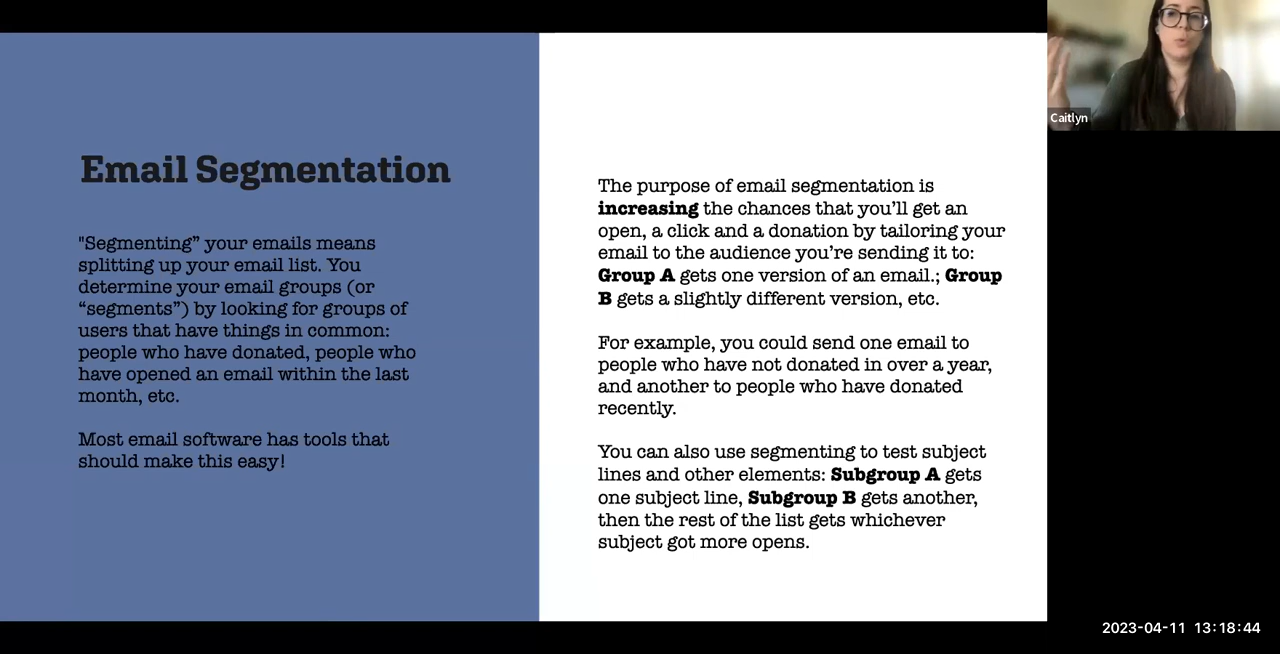 Email Segmentation
"Segmenting” your emails means
splitting up your email list. You
determine your email groups (or
“segments”) by looking for groups of
users that have things in common:
people who have donated, people who
have opened an email within the last
month, etc.
Most email software has tools that
should make this easy!
The purpose of email segmentation is
increasing the chances that you’ll get an
open, a click and a donation by tailoring your
email to the audience you’re sending it to:
Group A gets one version of an email.; Group
B gets a slightly different version, etc.
For example, you could send one email to
people who have not donated in over a year,
and another to people who have donated
recently.
You can also use segmenting to test subject
lines and other elements: Subgroup A gets
one subject line, Subgroup B gets another,
then the rest of the list gets whichever
subject got more opens.
Caitlyn
2023-04-11 13:18:44